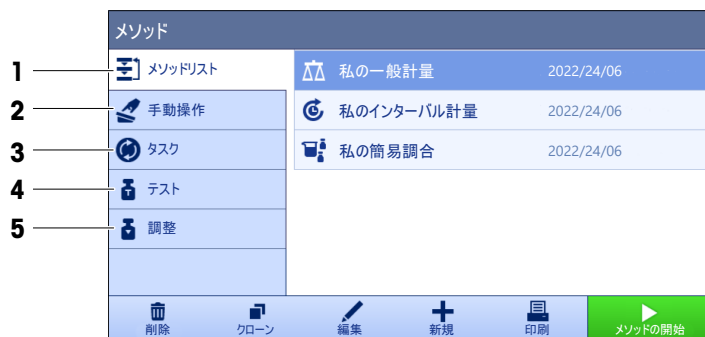 メソッド
1 メソッドリスト
2 手動操作
3 タスク
4 テスト
5 調整
私の一般計量 2022/24/06
私のインターバル計量 2022/24/06
私の簡易調合 2022/24/06
削除 クローン 編集 新規 印刷 メソッドの開始